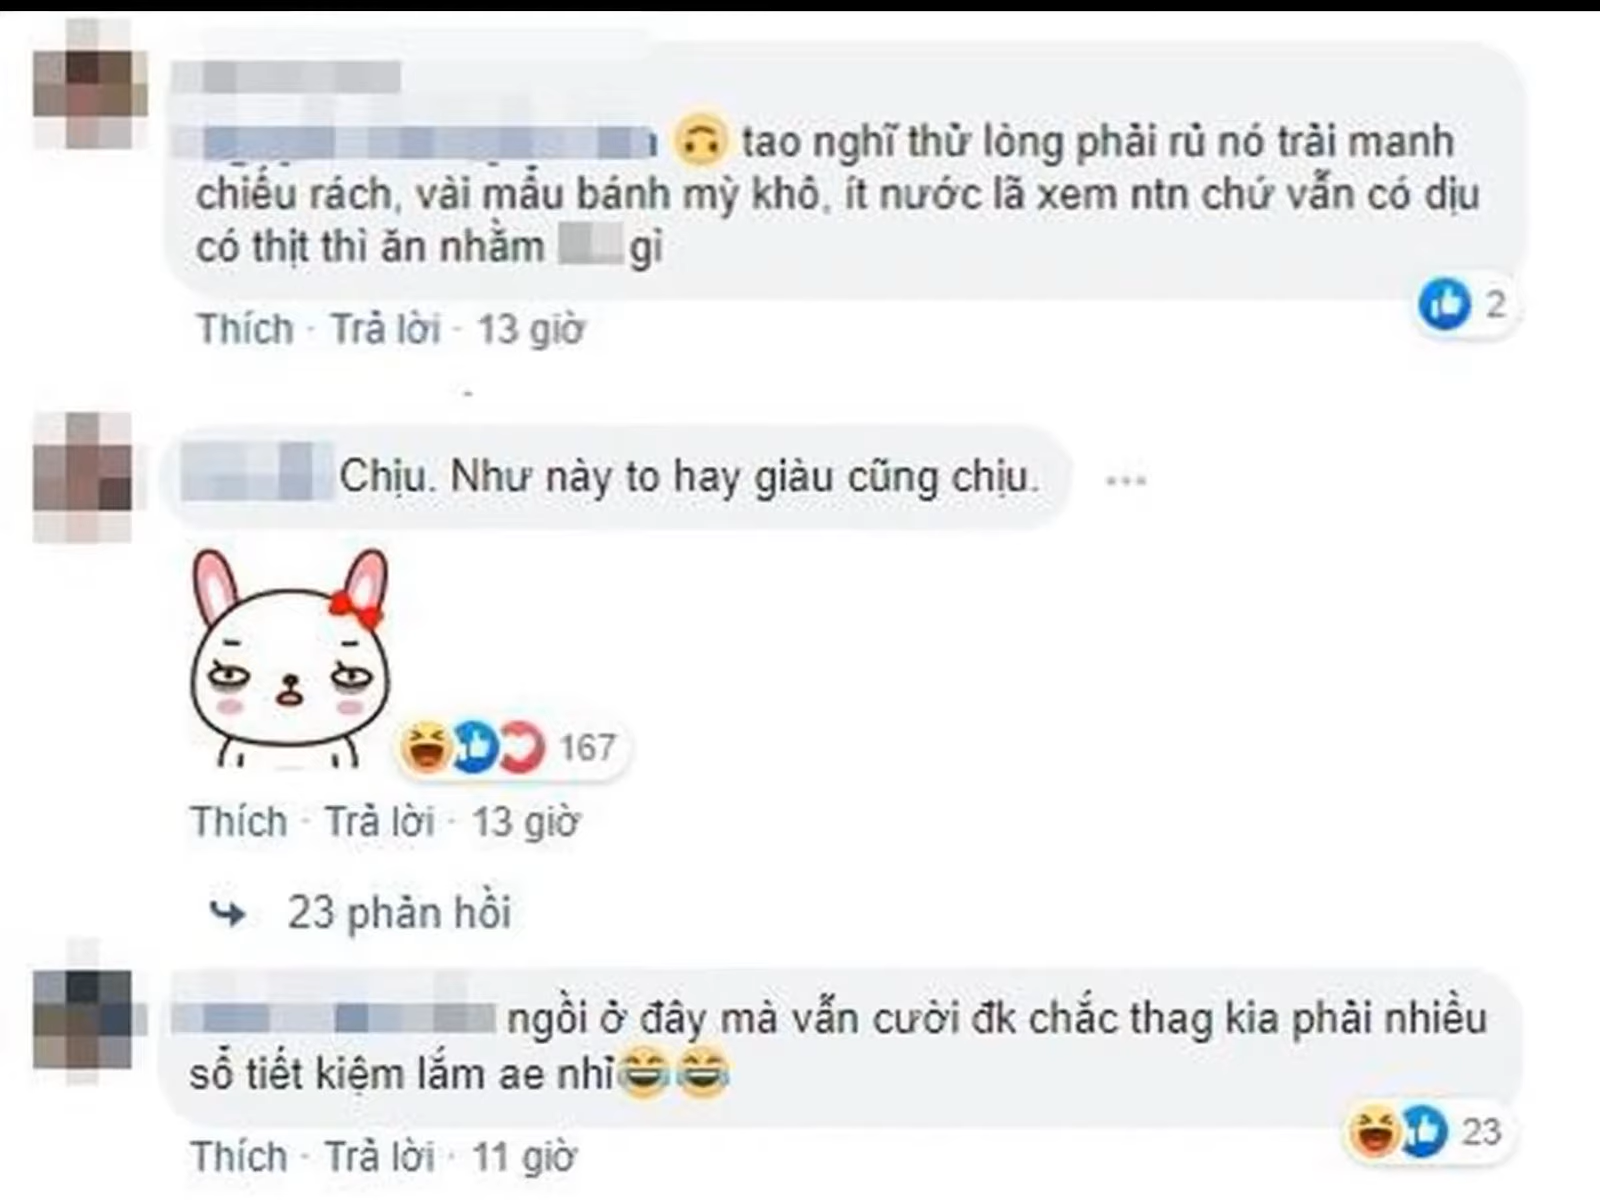 tao nghĩ thử lòng phải rủ nó trải manh
chiếu rách, vài mẩu bánh mỳ khô, ít nước lã xem ntn chứ vẫn có dịu
có thịt thì ăn nhằm gì
2
Thích · Trả lời · 13 giờ
Chịu. Như này to hay giàu cũng chịu.
167
Thích · Trả lời · 13 giờ
23 phản hồi
ngồi ở đây mà vẫn cười đk chắc thag kia phải nhiều
sổ tiết kiệm lắm ae nhỉ😂😂
23
Thích · Trả lời · 11 giờ